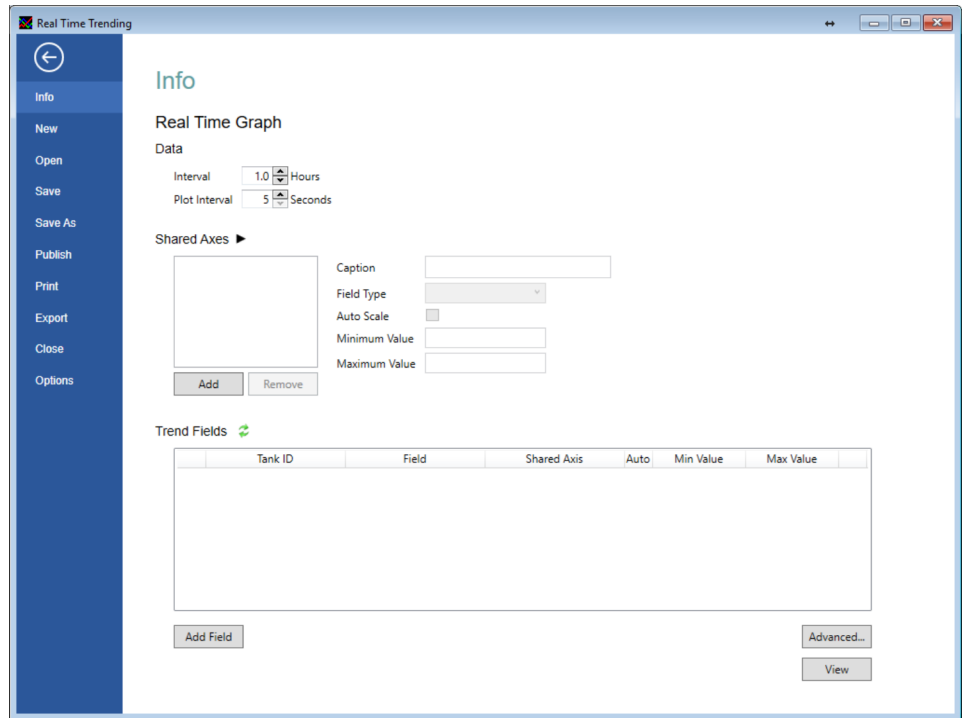 Real Time Trending
Info
New
Open
Save
Save As
Publish
Print
Export
Close
Options
Info
Real Time Graph
Data
Interval 1.0 Hours
Plot Interval 5 Seconds
Shared Axes
Caption
Field Type
Auto Scale
Minimum Value
Maximum Value
Add Remove
Trend Fields
Tank ID Field Shared Axis Auto Min Value Max Value
Add Field Advanced...
View